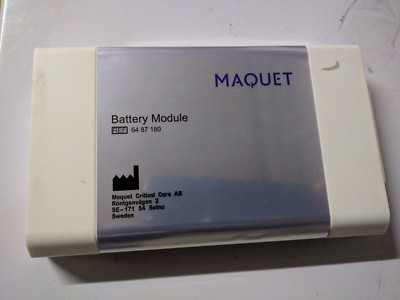 MAQUET
Battery Module
REF 64 87 180
Maquet Critical Care AB
Röntgenvägen 2
SE-171 54 Solna
Sweden